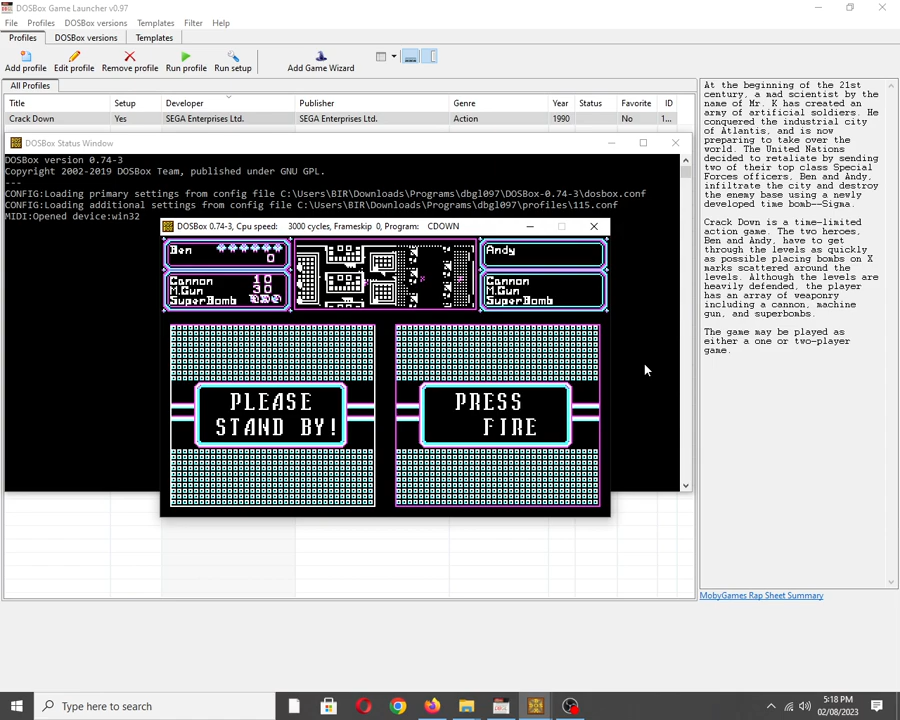 DOSBox Game Launcher v0.97
File Profiles DOSBox versions Templates Filter Help
Profiles DOSBox versions Templates
Add profile Edit profile Remove profile Run profile Run setup Add Game Wizard
All Profiles
Title Setup Developer Publisher Genre Year Status Favorite ID
Crack Down Yes SEGA Enterprises Ltd. SEGA Enterprises Ltd. Action 1990 No 1...
DOSBox Status Window
DOSBox version 0.74-3
Copyright 2002-2019 DOSBox Team, published under GNU GPL.
---
CONFIG:Loading primary settings from config file C:\Users\BIR\Downloads\Programs\dbgl097\DOSBox-0.74-3\dosbox.conf
CONFIG:Loading additional settings from config file C:\Users\BIR\Downloads\Programs\dbgl097\profiles\115.conf
MIDI:Opened device:win32
DOSBox 0.74-3, Cpu speed: 3000 cycles, Frameskip 0, Program: CDOWN
Ben
0
Cannon 10
M.Gun 30
SuperBomb
Andy
Cannon
M.Gun
SuperBomb
PLEASE
STAND BY!
PRESS
FIRE
At the beginning of the 21st
century, a mad scientist by the
name of Mr. K has created an
army of artificial soldiers. He
conquered the industrial city
of Atlantis, and is now
preparing to take over the
world. The United Nations
decided to retaliate by sending
two of their top class Special
Forces officers, Ben and Andy,
infiltrate the city and destroy
the enemy base using a newly
developed time bomb--Sigma.
Crack Down is a time-limited
action game. The two heroes,
Ben and Andy, have to get
through the levels as quickly
as possible placing bombs on X
marks scattered around the
levels. Although the levels are
heavily defended, the player
has an array of weaponry
including a cannon, machine
gun, and superbombs.
The game may be played as
either a one or two-player
game.
MobyGames Rap Sheet Summary
Type here to search
5:18 PM
02/08/2023